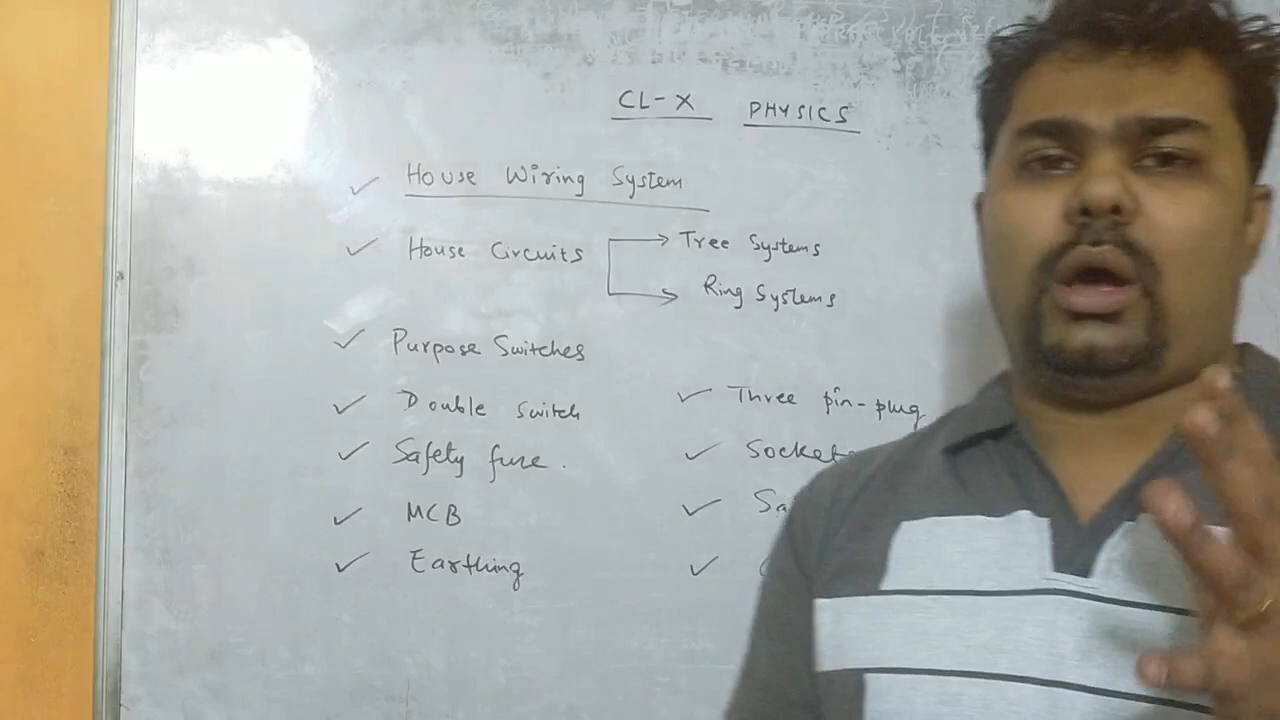 CL-X PHYSICS
House Wiring System
House Circuits
Tree Systems
Ring Systems
Purpose Switches
Double switch
Three pin-plug
Safety fuse.
MCB
Earthing